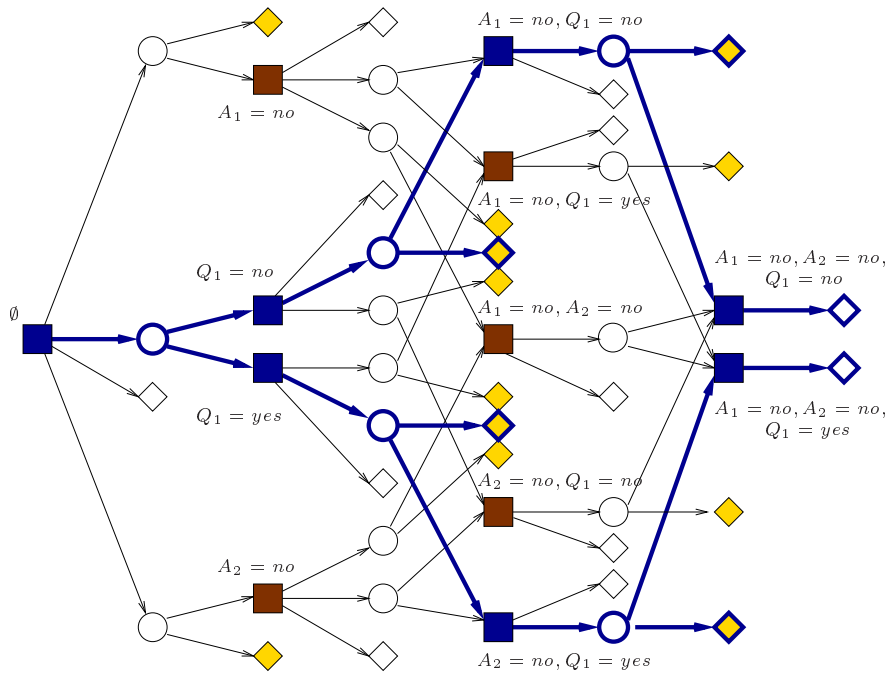 A₁ = no, Q₁ = no
A₁ = no
A₁ = no, Q₁ = yes
Q₁ = no
A₁ = no, A₂ = no,
Q₁ = no
∅
A₁ = no, A₂ = no
Q₁ = yes
A₁ = no, A₂ = no,
Q₁ = yes
A₂ = no, Q₁ = no
A₂ = no
A₂ = no, Q₁ = yes